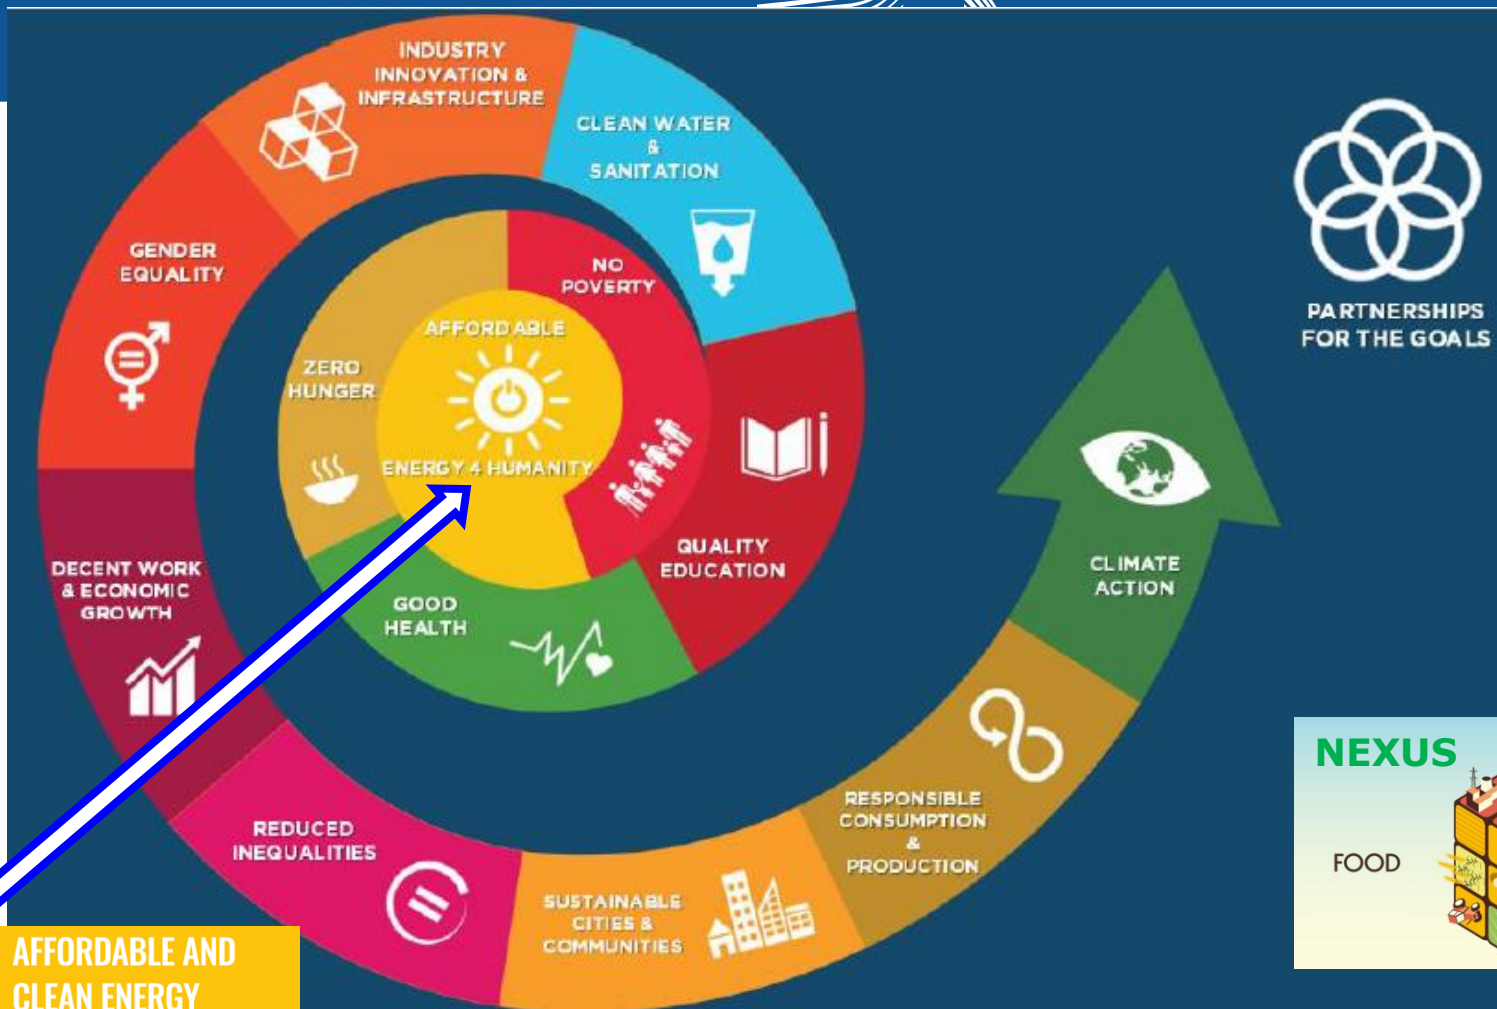 INDUSTRY
INNOVATION &
INFRASTRUCTURE
CLEAN WATER
&
SANITATION
GENDER
EQUALITY
NO
POVERTY
AFFORDABLE
ZERO
HUNGER
ENERGY 4 HUMANITY
PARTNERSHIPS
FOR THE GOALS
QUALITY
EDUCATION
DECENT WORK
& ECONOMIC
GROWTH
GOOD
HEALTH
CLIMATE
ACTION
REDUCED
INEQUALITIES
SUSTAINABLE
CITIES &
COMMUNITIES
RESPONSIBLE
CONSUMPTION
&
PRODUCTION
NEXUS
FOOD
AFFORDABLE AND
CLEAN ENERGY